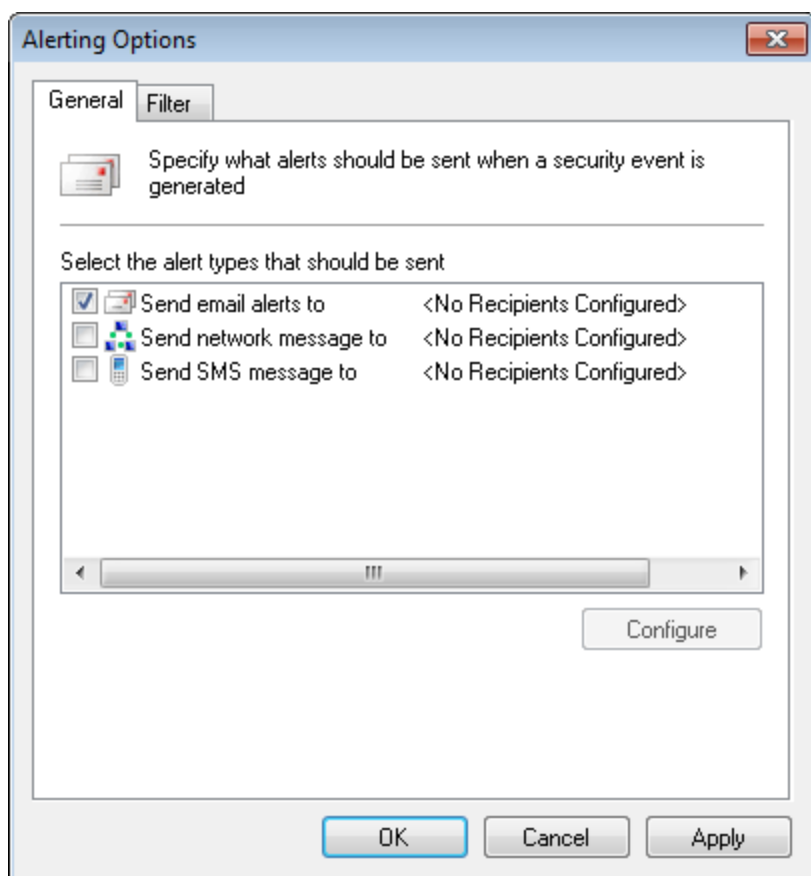 Alerting Options
General
Filter
Specify what alerts should be sent when a security event is
generated
Select the alert types that should be sent
Send email alerts to <No Recipients Configured>
Send network message to <No Recipients Configured>
Send SMS message to <No Recipients Configured>
Configure
OK
Cancel
Apply